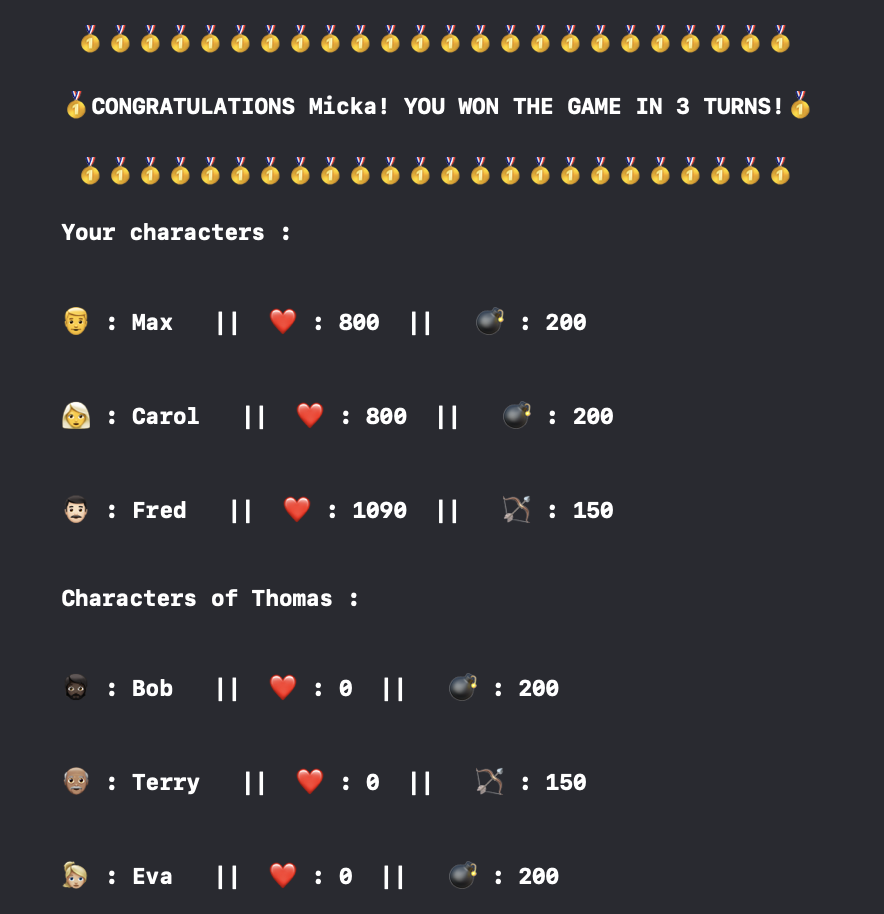 🥇🥇🥇🥇🥇🥇🥇🥇🥇🥇🥇🥇🥇🥇🥇🥇🥇🥇🥇🥇🥇🥇🥇🥇
🥇CONGRATULATIONS Micka! YOU WON THE GAME IN 3 TURNS!🥇
🥇🥇🥇🥇🥇🥇🥇🥇🥇🥇🥇🥇🥇🥇🥇🥇🥇🥇🥇🥇🥇🥇🥇🥇
Your characters :
👨🏼 : Max || ❤️ : 800 || 💣 : 200
👩🏼‍🦳 : Carol || ❤️ : 800 || 💣 : 200
👨🏻 : Fred || ❤️ : 1090 || 🏹 : 150
Characters of Thomas :
🧔🏿 : Bob || ❤️ : 0 || 💣 : 200
👴🏽 : Terry || ❤️ : 0 || 🏹 : 150
👱🏼‍♀️ : Eva || ❤️ : 0 || 💣 : 200